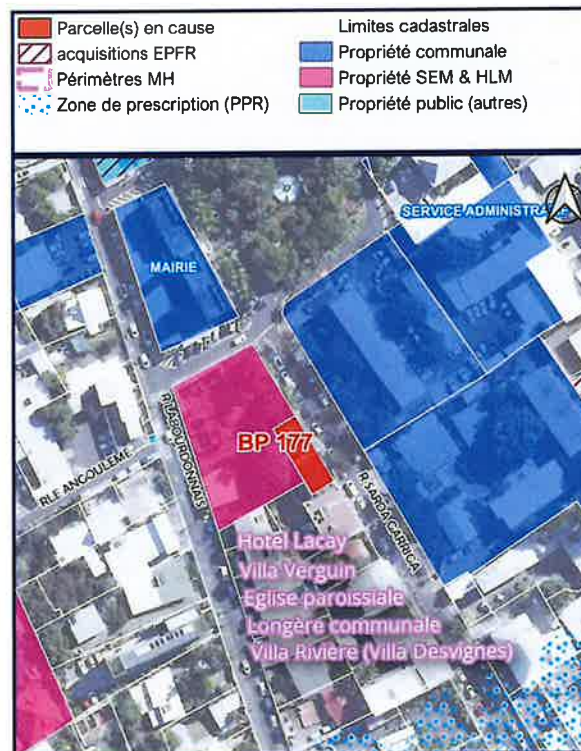 Parcelle(s) en cause
acquisitions EPFR
Périmètres MH
Zone de prescription (PPR)
Limites cadastrales
Propriété communale
Propriété SEM & HLM
Propriété public (autres)
SERVICE ADMINISTRA
MAIRIE
BP 177
R LABOURDONNAIS
RLE ANGOULEME
R SARDA GARRIGA
Hotel Lacay
Villa Verguin
Eglise paroissiale
Longère communale
Villa Rivière (Villa Desvignes)